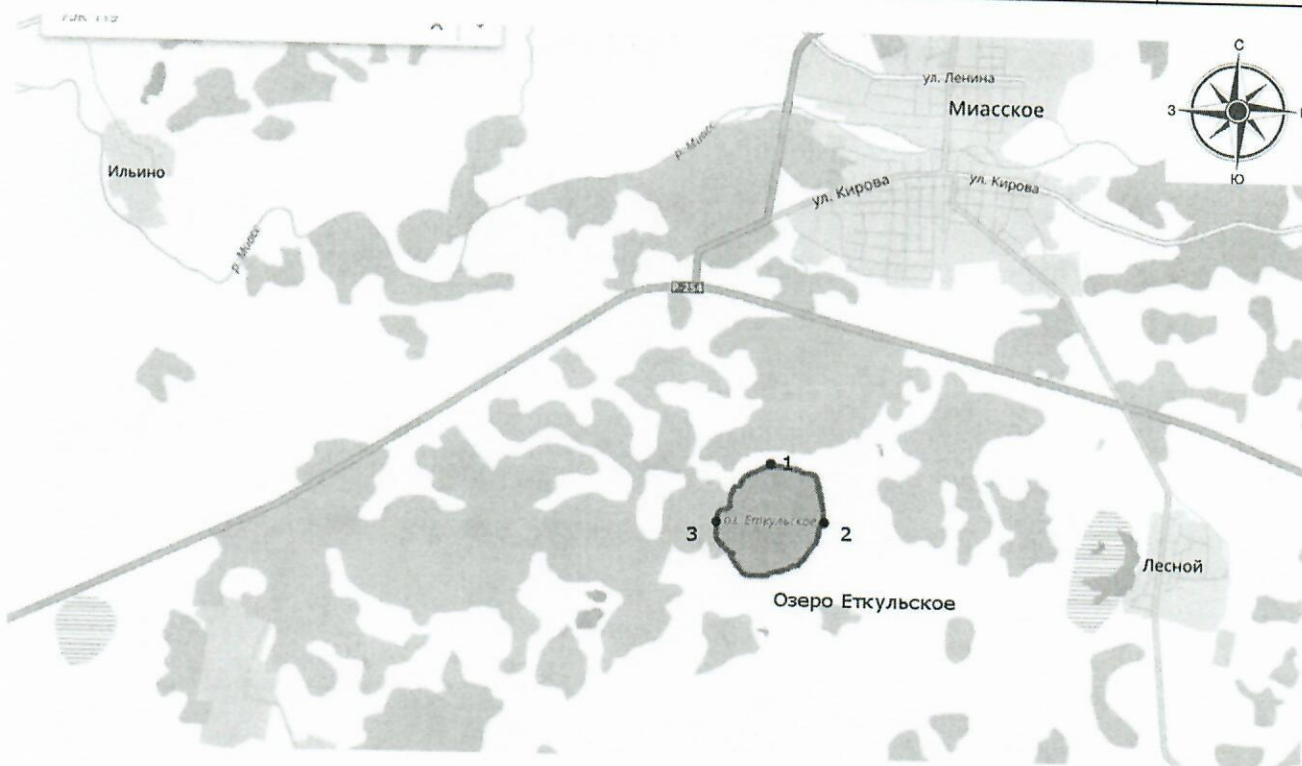 С
ул. Ленина
Миасское
З
р. Миасс
Ильино
ул. Кирова
ул. Кирова
Ю
р. Миасс
Р-254
1
3
оз. Еткульское
2
Лесной
Озеро Еткульское